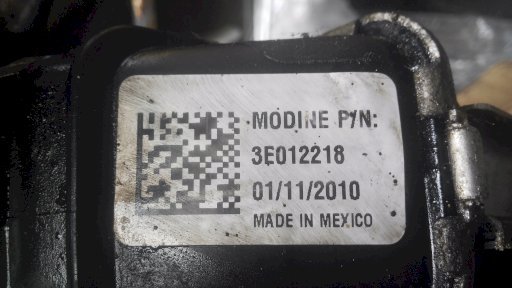 MODINE P/N:
3E012218
01/11/2010
MADE IN MEXICO